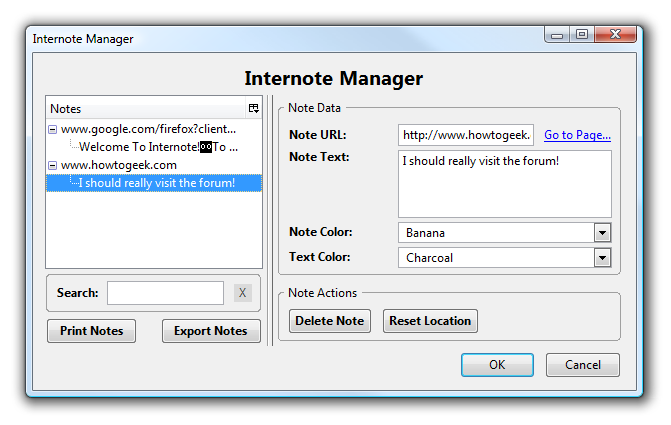 Internote Manager
Internote Manager
Notes
www.google.com/firefox?client...
Welcome To Internote!To ...
www.howtogeek.com
I should really visit the forum!
Search:
X
Print Notes
Export Notes
Note Data
Note URL:
http://www.howtogeek.
Go to Page...
Note Text:
I should really visit the forum!
Note Color:
Banana
Text Color:
Charcoal
Note Actions
Delete Note
Reset Location
OK
Cancel